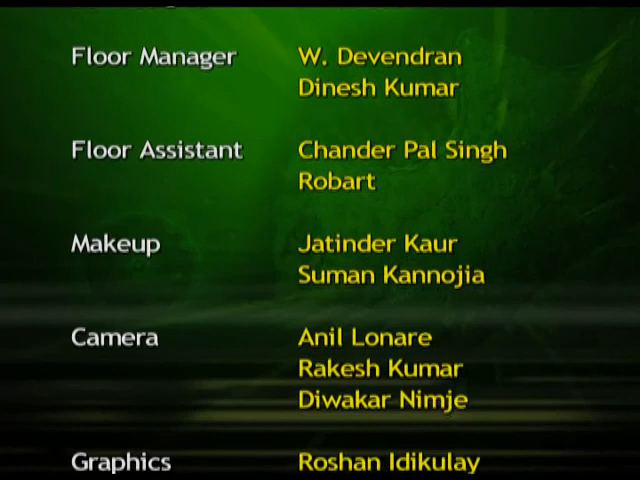 Floor Manager W. Devendran
Dinesh Kumar
Floor Assistant Chander Pal Singh
Robart
Makeup Jatinder Kaur
Suman Kannojia
Camera Anil Lonare
Rakesh Kumar
Diwakar Nimje
Graphics Roshan Idikulay